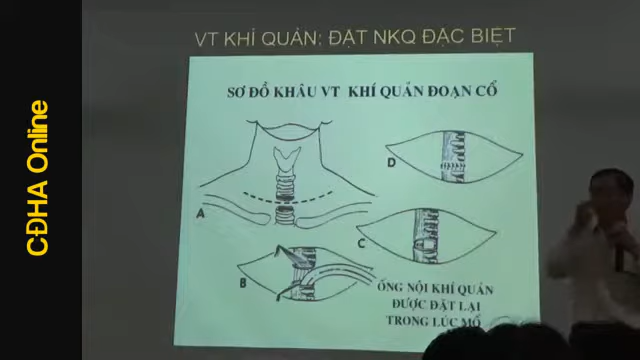 CĐHA Online
VT KHÍ QUẢN: ĐẶT NKQ ĐẶC BIỆT
SƠ ĐỒ KHÂU VT KHÍ QUẢN ĐOẠN CỔ
A
B
D
C
ỐNG NỘI KHÍ QUẢN
ĐƯỢC ĐẶT LẠI
TRONG LÚC MỔ